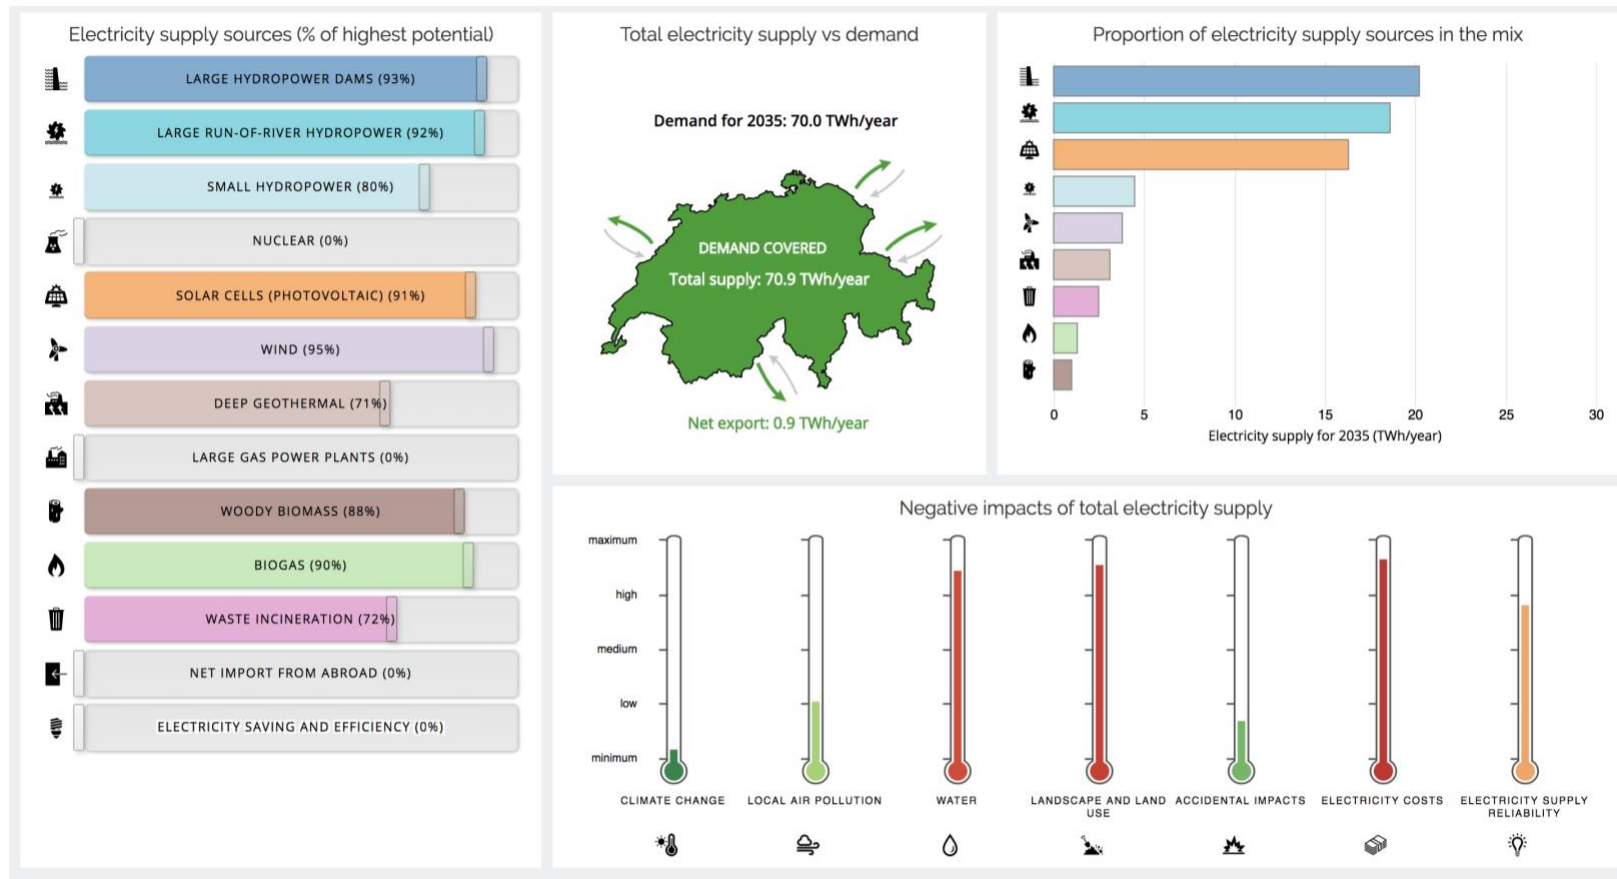 Electricity supply sources (% of highest potential)
LARGE HYDROPOWER DAMS (93%)
LARGE RUN-OF-RIVER HYDROPOWER (92%)
SMALL HYDROPOWER (80%)
NUCLEAR (0%)
SOLAR CELLS (PHOTOVOLTAIC) (91%)
WIND (95%)
DEEP GEOTHERMAL (71%)
LARGE GAS POWER PLANTS (0%)
WOODY BIOMASS (88%)
BIOGAS (90%)
WASTE INCINERATION (72%)
NET IMPORT FROM ABROAD (0%)
ELECTRICITY SAVING AND EFFICIENCY (0%)
Total electricity supply vs demand
Demand for 2035: 70.0 TWh/year
DEMAND COVERED
Total supply: 70.9 TWh/year
Net export: 0.9 TWh/year
Proportion of electricity supply sources in the mix
0 5 10 15 20 25 30
Electricity supply for 2035 (TWh/year)
Negative impacts of total electricity supply
maximum
high
medium
low
minimum
CLIMATE CHANGE
LOCAL AIR POLLUTION
WATER
LANDSCAPE AND LAND
USE
ACCIDENTAL IMPACTS
ELECTRICITY COSTS
ELECTRICITY SUPPLY
RELIABILITY